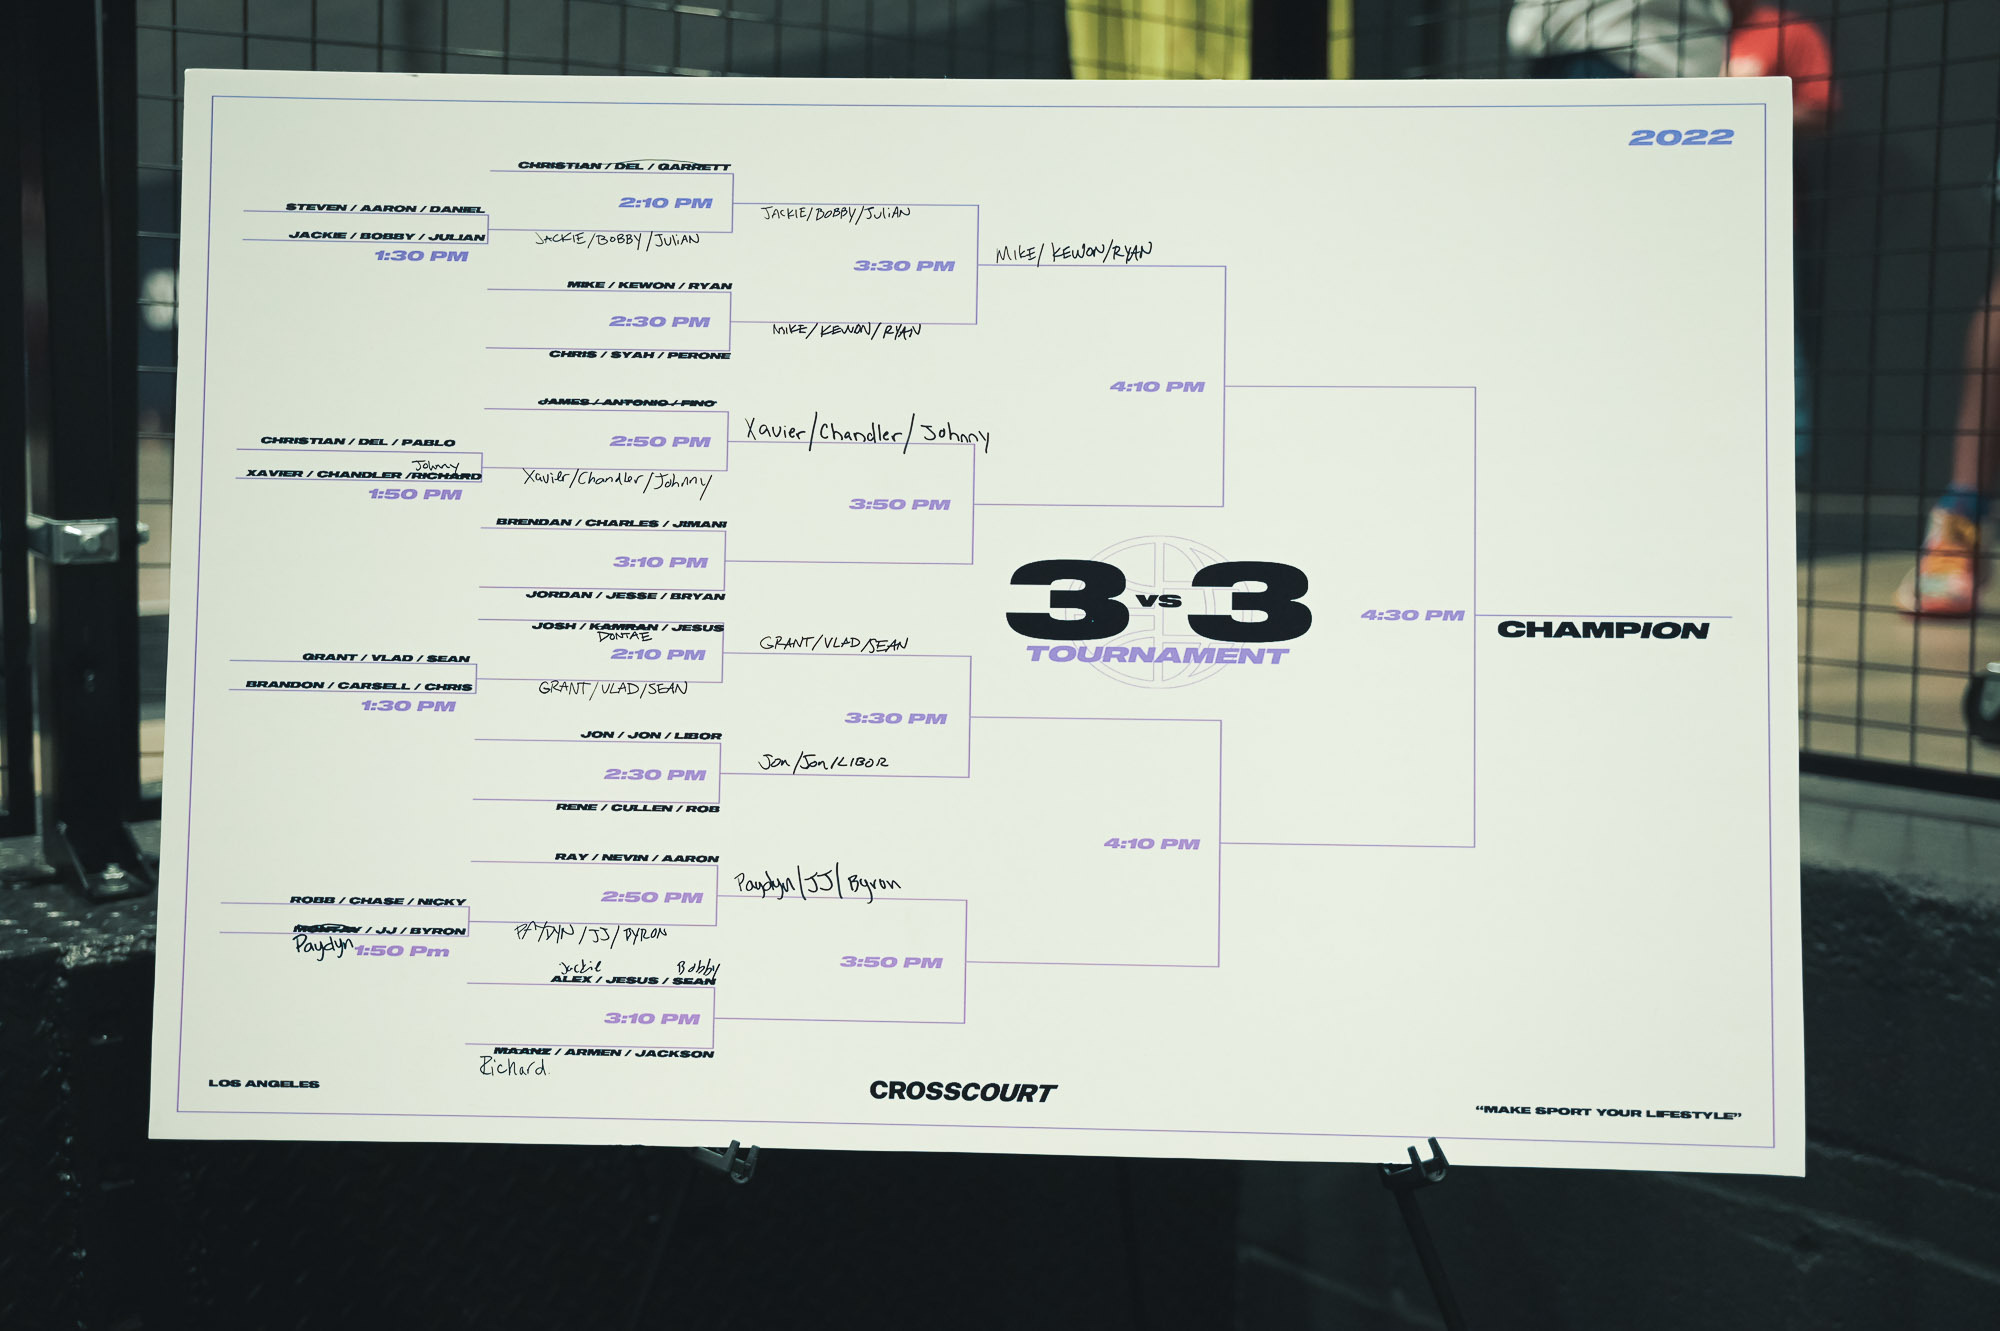 2022
CHRISTIAN / DEL / GARRETT
2:10 PM
STEVEN / AARON / DANIEL
JACKIE / BOBBY / JULIAN
1:30 PM
JACKIE/BOBBY/JULIAN
JACKIE/BOBBY/JULIAN
3:30 PM
MIKE/KEWON/RYAN
MIKE / KEWON / RYAN
2:30 PM
MIKE/KEWON/RYAN
CHRIS / SYAH / PERONE
4:10 PM
JAMES / ANTONIO / FINO
2:50 PM
Xavier/Chandler/Johnny
CHRISTIAN / DEL / PABLO
Johnny
XAVIER / CHANDLER /RICHARD
1:50 PM
Xavier/Chandler/Johnny
3:50 PM
BRENDAN / CHARLES / JIMANI
3:10 PM
JORDAN / JESSE / BRYAN
3 VS 3
TOURNAMENT
4:30 PM
CHAMPION
JOSH / KAMRAN / JESUS
DONTAE
2:10 PM
GRANT/VLAD/SEAN
GRANT / VLAD / SEAN
BRANDON / CARSELL / CHRIS
1:30 PM
GRANT/VLAD/SEAN
3:30 PM
JON / JON / LIBOR
2:30 PM
Jon/Jon/LIBOR
RENE / CULLEN / ROB
4:10 PM
RAY / NEVIN / AARON
2:50 PM
Paydyn/JJ/Byron
ROBB / CHASE / NICKY
/ JJ / BYRON
Paydyn
1:50 Pm
PAYDYN/JJ/BYRON
3:50 PM
Jackie Bobby
ALEX / JESUS / SEAN
3:10 PM
MAANZ / ARMEN / JACKSON
Richard.
LOS ANGELES
CROSSCOURT
“MAKE SPORT YOUR LIFESTYLE”